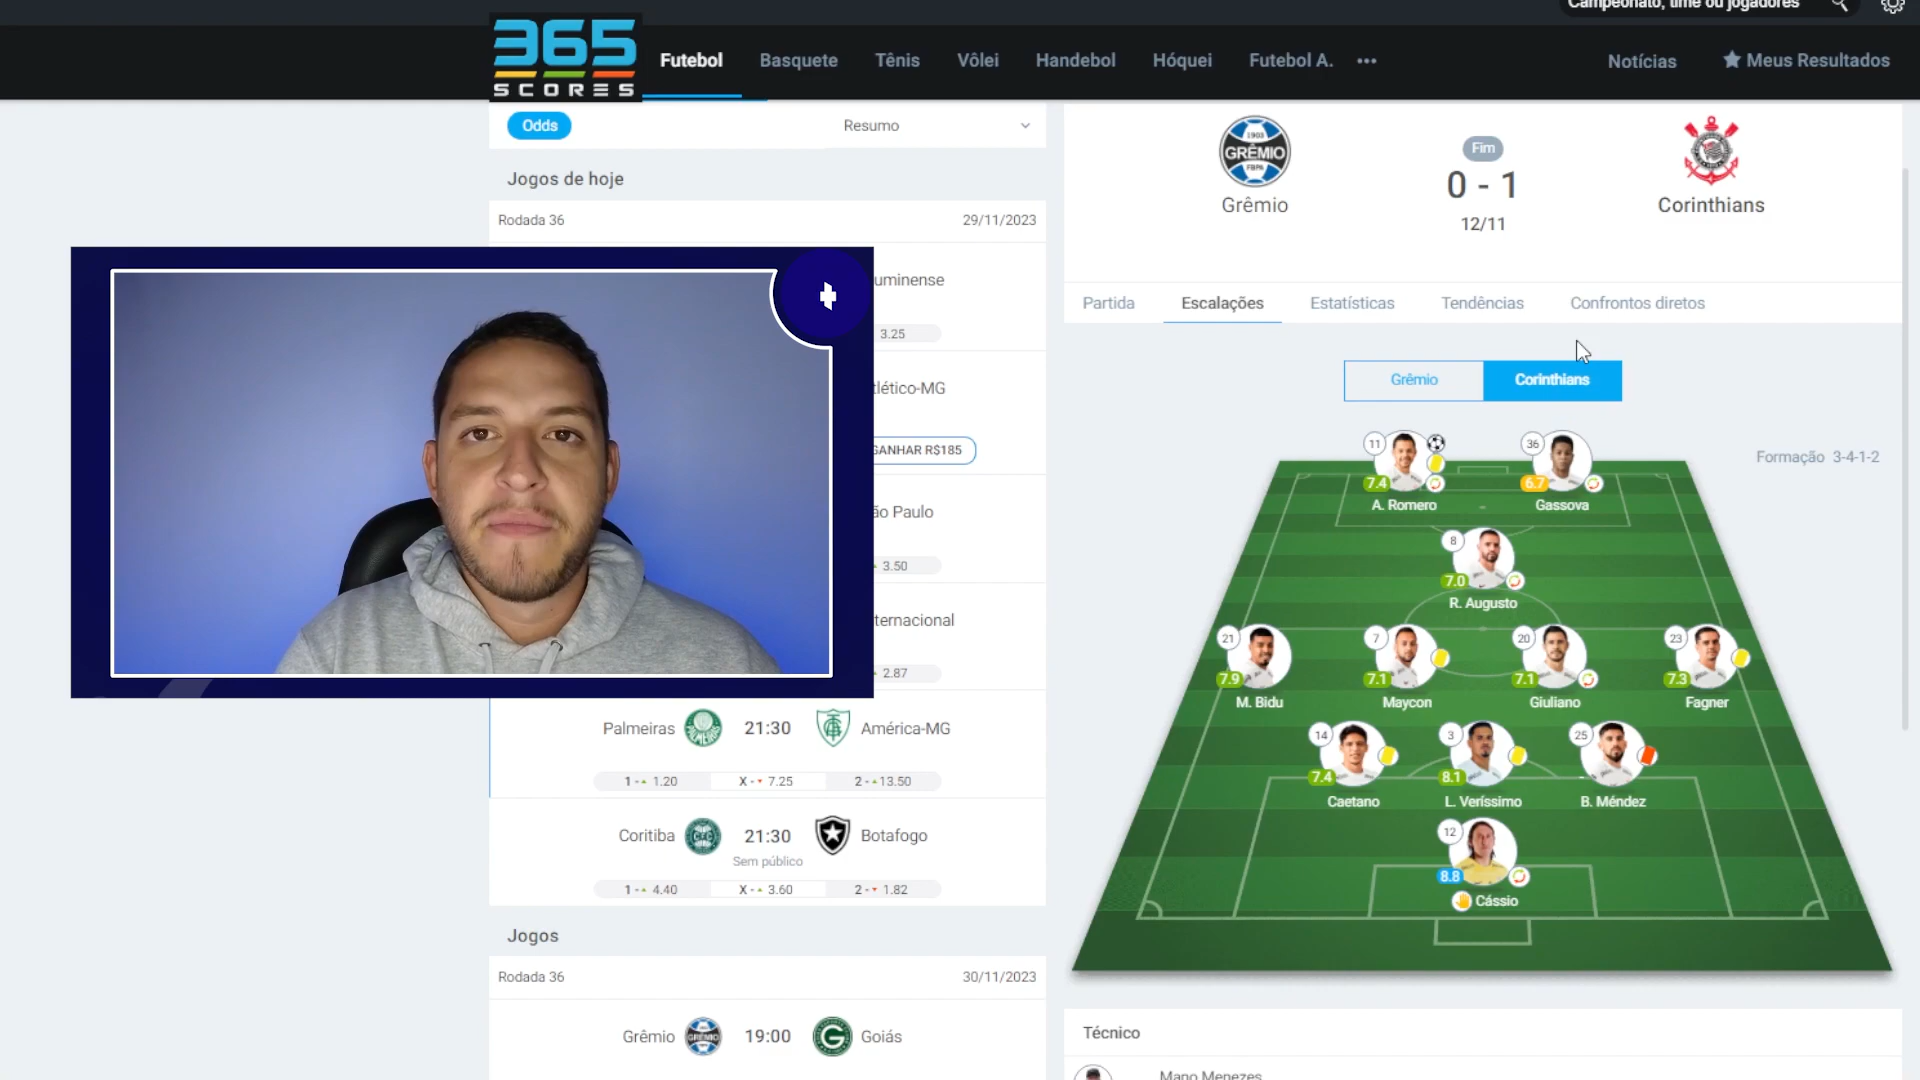 Campeonato, time ou jogadores
365
SCORES
Futebol
Basquete
Tênis
Vôlei
Handebol
Hóquei
Futebol A.
Notícias
Meus Resultados
Odds
Resumo
Jogos de hoje
Rodada 36
29/11/2023
uminense
3.25
tlético-MG
GANHAR R$185
ão Paulo
3.50
ternacional
2.87
Palmeiras
21:30
América-MG
1 - 1.20
X - 7.25
2 - 13.50
Coritiba
21:30
Botafogo
Sem público
1 - 4.40
X - 3.60
2 - 1.82
Jogos
Rodada 36
30/11/2023
Grêmio
19:00
Goiás
1903
GRÊMIO
FBPA
Grêmio
Fim
0 - 1
12/11
Corinthians
Partida
Escalações
Estatísticas
Tendências
Confrontos diretos
Grêmio
Corinthians
Formação 3-4-1-2
11
7.4
A. Romero
36
6.7
Gassova
8
7.0
R. Augusto
21
7.9
M. Bidu
7
7.1
Maycon
20
7.1
Giuliano
23
7.3
Fagner
14
7.4
Caetano
3
8.1
L. Veríssimo
25
B. Méndez
12
8.8
Cássio
Técnico
Mano Menezes